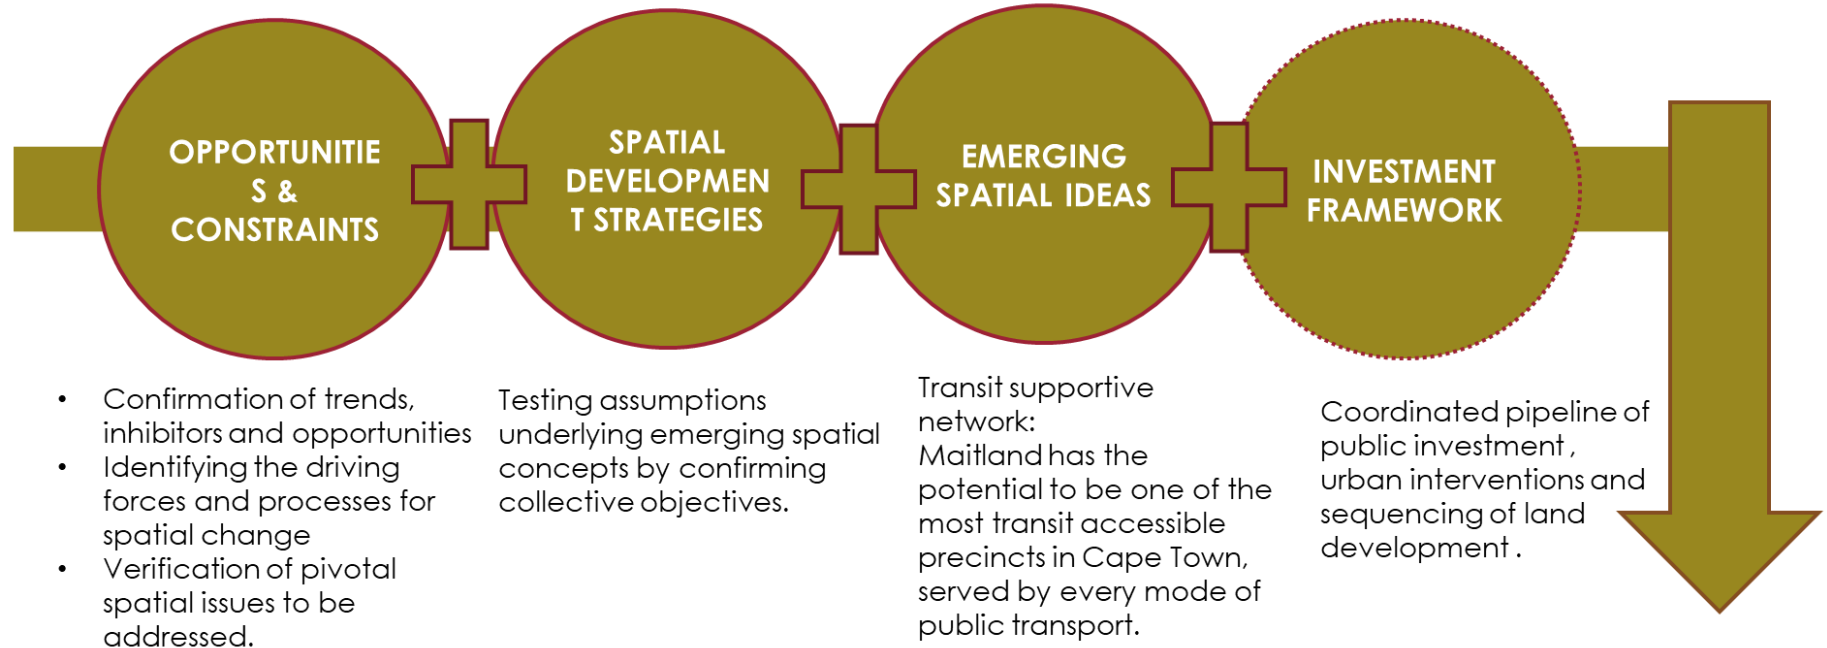 OPPORTUNITIE
S &
CONSTRAINTS
SPATIAL
DEVELOPMEN
T STRATEGIES
EMERGING
SPATIAL IDEAS
INVESTMENT
FRAMEWORK
• Confirmation of trends,
inhibitors and opportunities
• Identifying the driving
forces and processes for
spatial change
• Verification of pivotal
spatial issues to be
addressed.
Testing assumptions
underlying emerging spatial
concepts by confirming
collective objectives.
Transit supportive
network:
Maitland has the
potential to be one of the
most transit accessible
precincts in Cape Town,
served by every mode of
public transport.
Coordinated pipeline of
public investment ,
urban interventions and
sequencing of land
development .